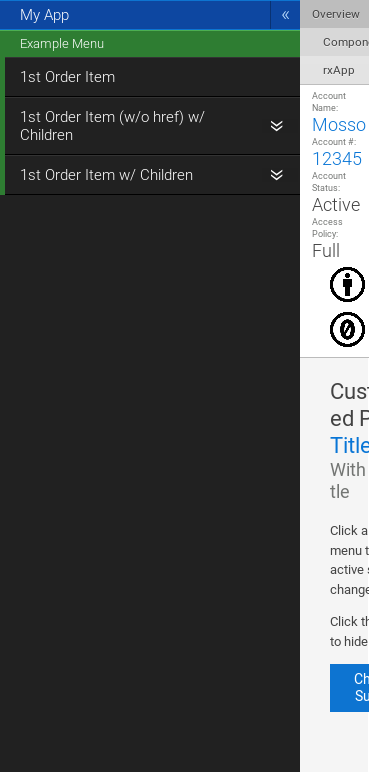 My App
«
Example Menu
1st Order Item
1st Order Item (w/o href) w/
Children
1st Order Item w/ Children
Overview
Compon
rxApp
Account
Name:
Mosso
Account #:
12345
Account
Status:
Active
Access
Policy:
Full
Cust
ed P
Title
With
tle
Click a
menu t
active s
change
Click th
to hide
Ch
Su